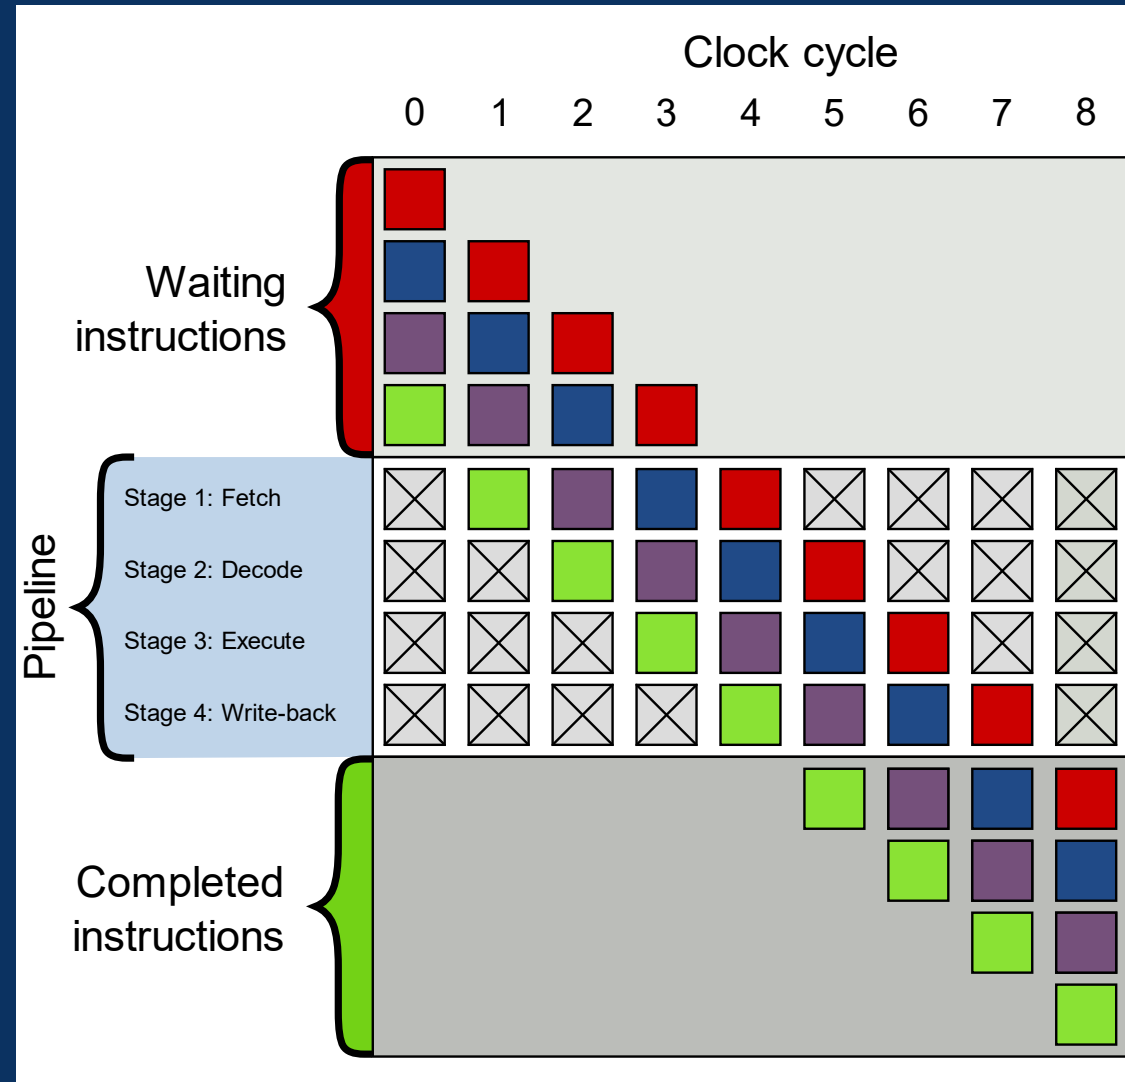 Clock cycle
0 1 2 3 4 5 6 7 8
Waiting
instructions
Pipeline
Stage 1: Fetch
Stage 2: Decode
Stage 3: Execute
Stage 4: Write-back
Completed
instructions